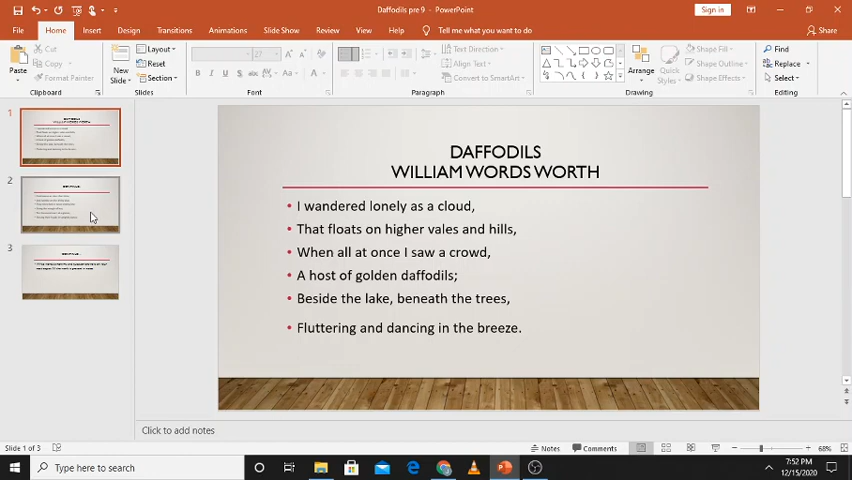 Daffodils pre 9 - PowerPoint
Sign in
File Home Insert Design Transitions Animations Slide Show Review View Help Tell me what you want to do Share
Paste
Cut
Copy
Format Painter
Clipboard
New Slide
Layout
Reset
Section
Slides
27
B I U S
Aa A
Font
Text Direction
Align Text
Convert to SmartArt
Paragraph
Arrange
Quick Styles
Shape Fill
Shape Outline
Shape Effects
Drawing
Find
Replace
Select
Editing
1
2
3
DAFFODILS
WILLIAM WORDS WORTH
• I wandered lonely as a cloud,
• That floats on higher vales and hills,
• When all at once I saw a crowd,
• A host of golden daffodils;
• Beside the lake, beneath the trees,
• Fluttering and dancing in the breeze.
Click to add notes
Slide 1 of 3
Notes Comments
68%
Type here to search
7:52 PM
12/15/2020